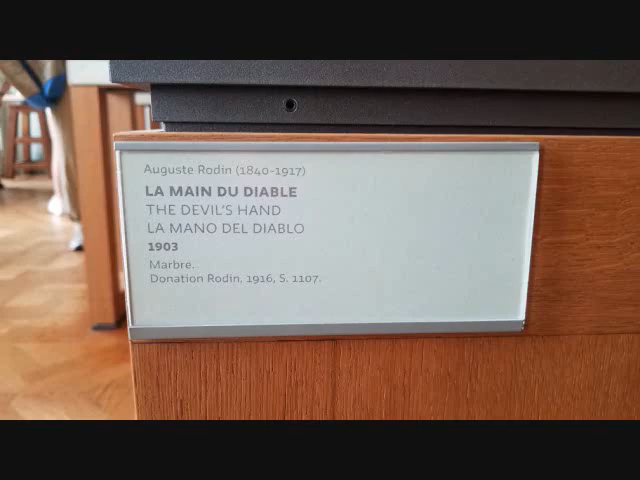 Auguste Rodin (1840-1917)
LA MAIN DU DIABLE
THE DEVIL'S HAND
LA MANO DEL DIABLO
1903
Marbre.
Donation Rodin, 1916, S. 1107.